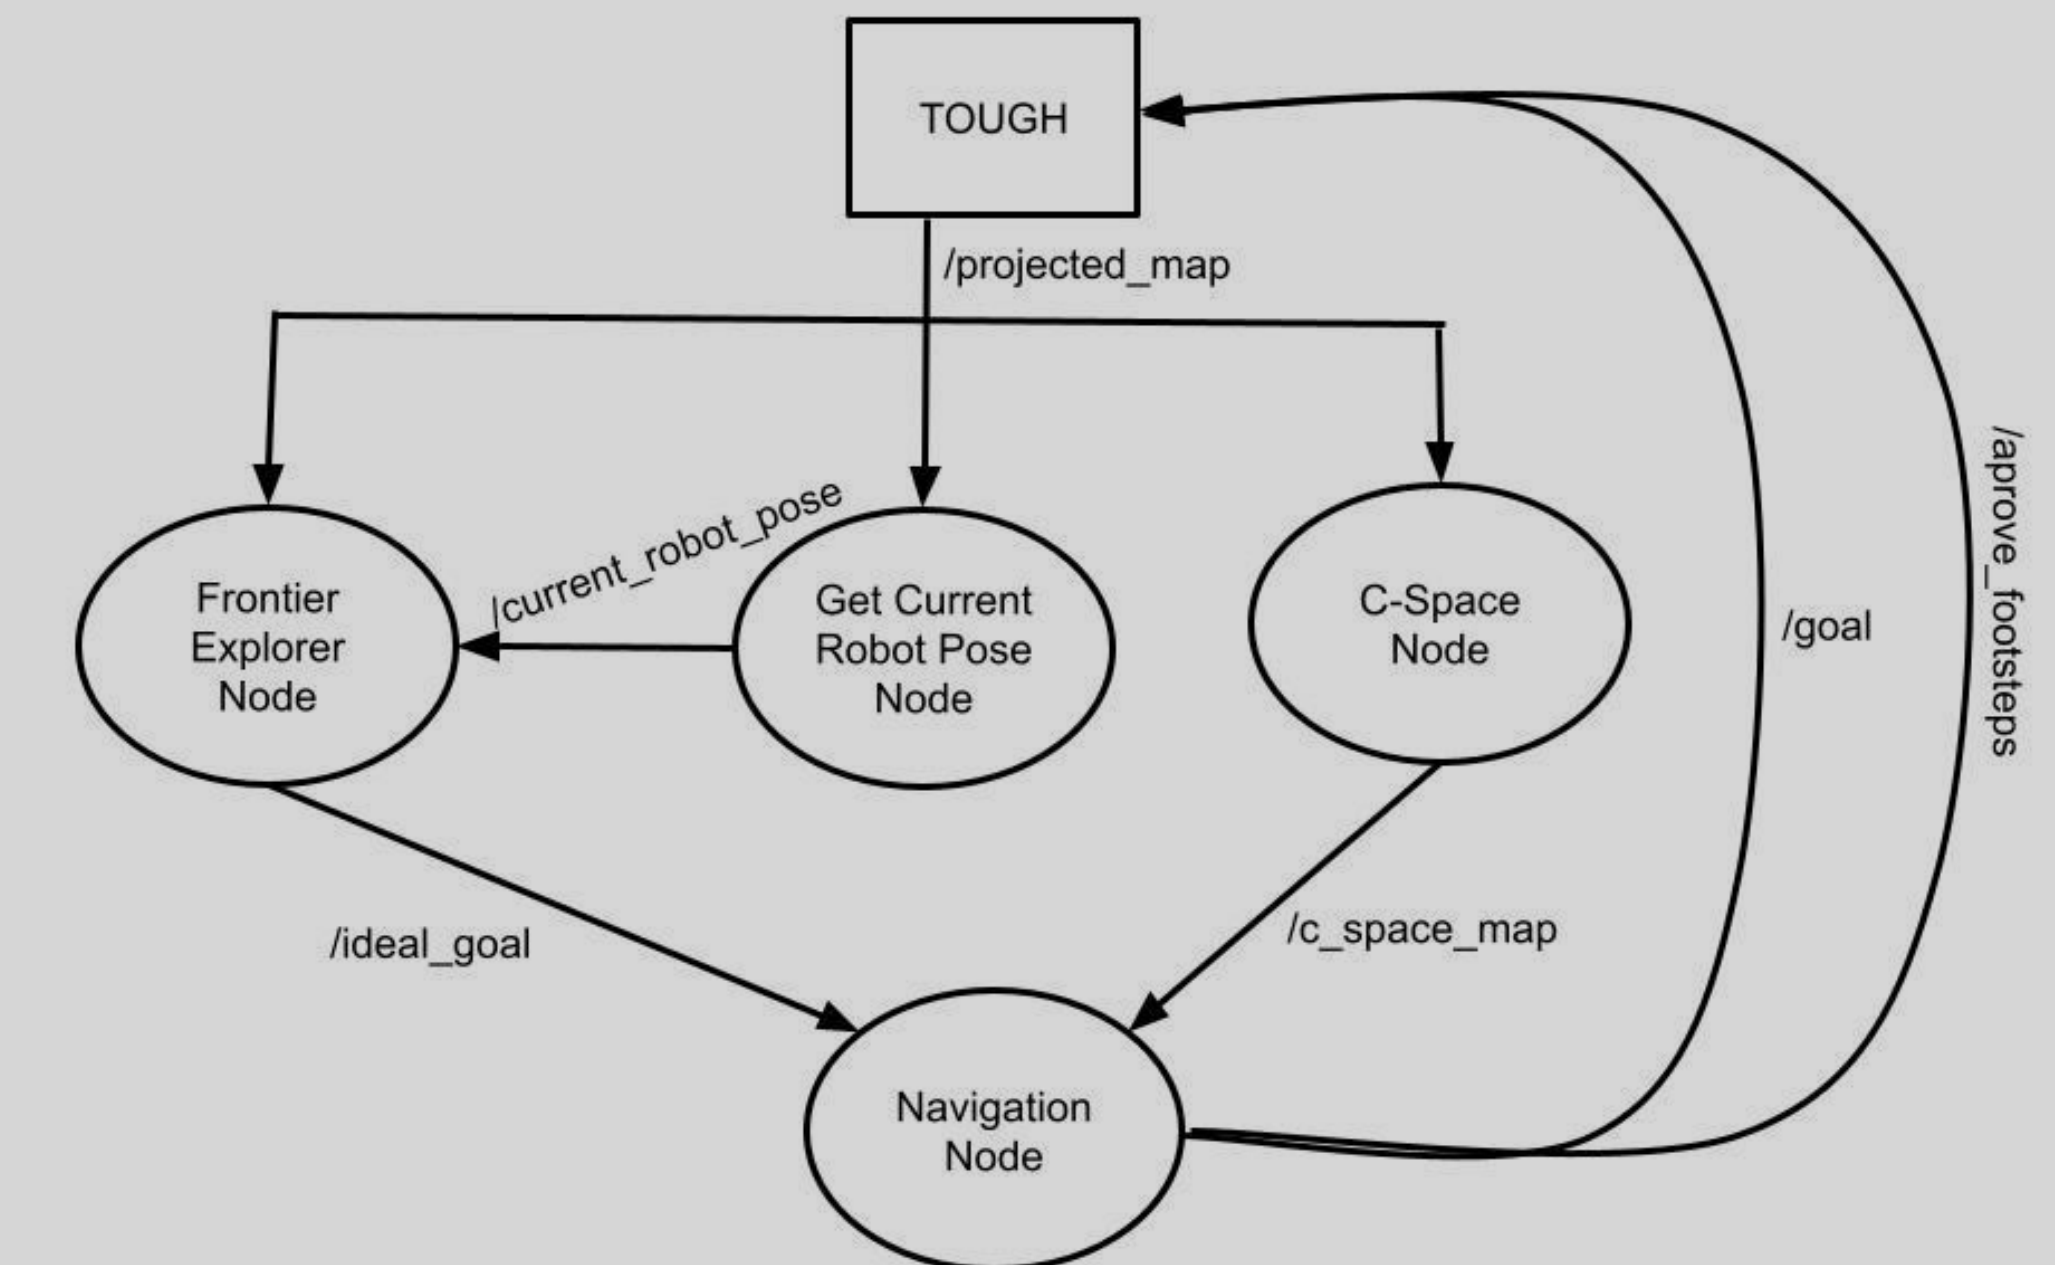 TOUGH
/projected_map
/current_robot_pose
Frontier
Explorer
Node
Get Current
Robot Pose
Node
C-Space
Node
/goal
/aprove_footsteps
/ideal_goal
/c_space_map
Navigation
Node